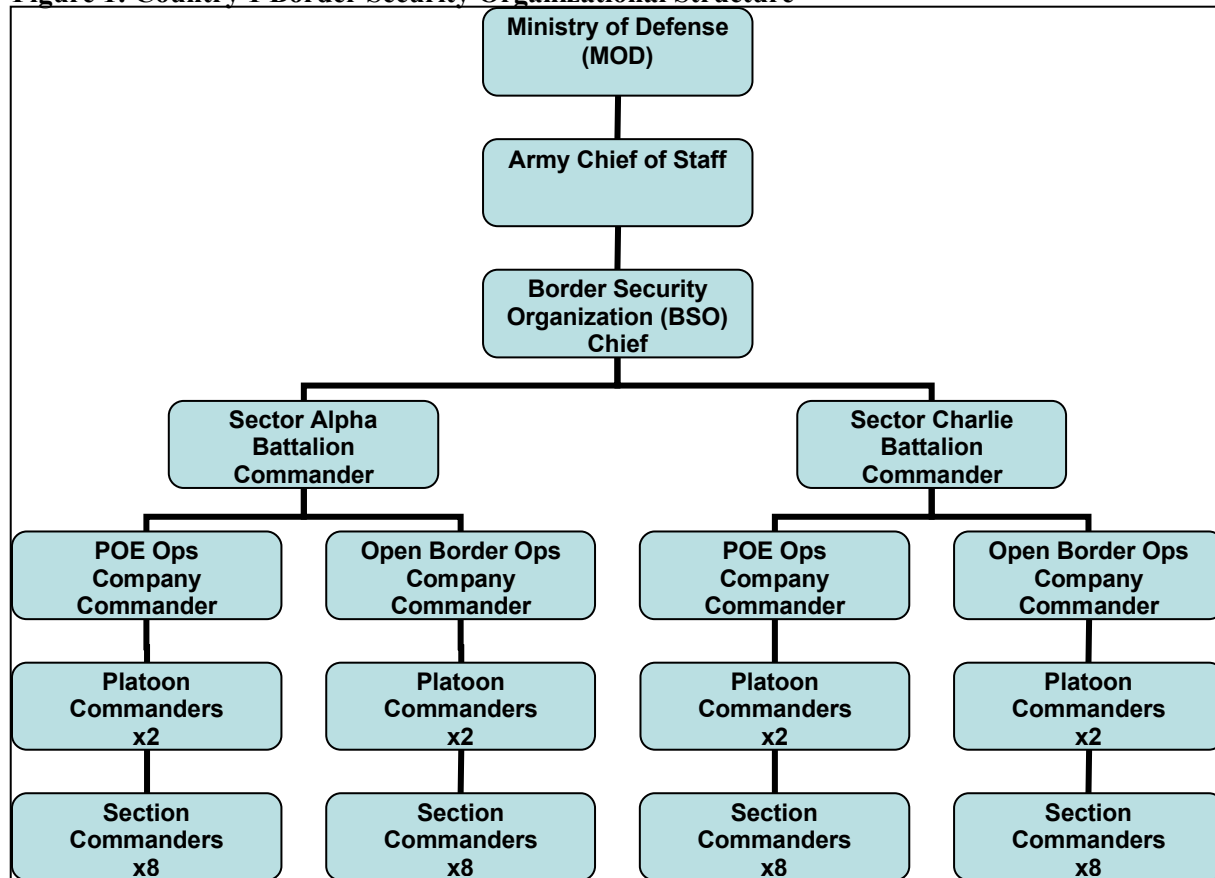 Figure 1: Country 1 Border Security Organizational Structure
Ministry of Defense
(MOD)
Army Chief of Staff
Border Security
Organization (BSO)
Chief
Sector Alpha
Battalion
Commander
Sector Charlie
Battalion
Commander
POE Ops
Company
Commander
Open Border Ops
Company
Commander
POE Ops
Company
Commander
Open Border Ops
Company
Commander
Platoon
Commanders
x2
Platoon
Commanders
x2
Platoon
Commanders
x2
Platoon
Commanders
x2
Section
Commanders
x8
Section
Commanders
x8
Section
Commanders
x8
Section
Commanders
x8